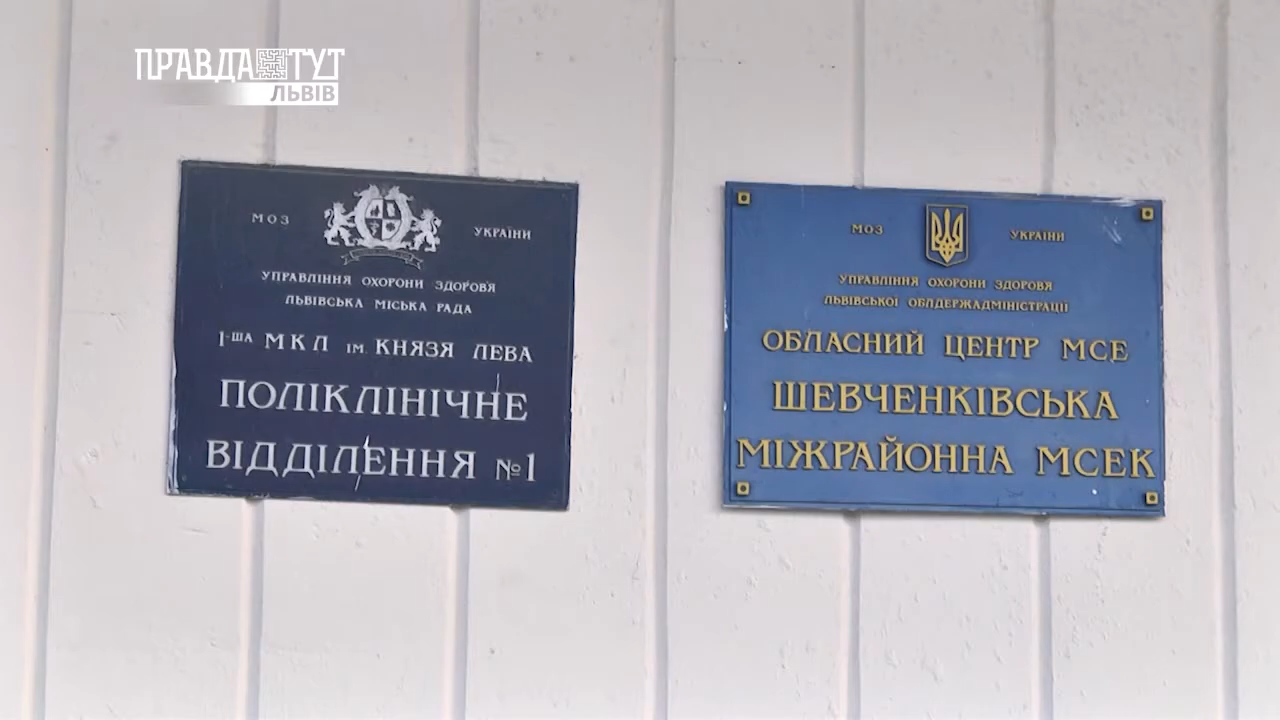 ПРАВДА ТУТ
ЛЬВІВ
МОЗ УКРАЇНИ
УПРАВЛІННЯ ОХОРОНИ ЗДОРОВ'Я
ЛЬВІВСЬКА МІСЬКА РАДА
1-ША МКЛ ІМ. КНЯЗЯ ЛЕВА
ПОЛІКЛІНІЧНЕ
ВІДДІЛЕННЯ №1
МОЗ УКРАЇНИ
УПРАВЛІННЯ ОХОРОНИ ЗДОРОВЯ
ЛЬВІВСЬКОЇ ОБЛДЕРЖАДМІНІСТРАЦІЇ
ОБЛАСНИЙ ЦЕНТР МСЕ
ШЕВЧЕНКІВСЬКА
МІЖРАЙОННА МСЕК